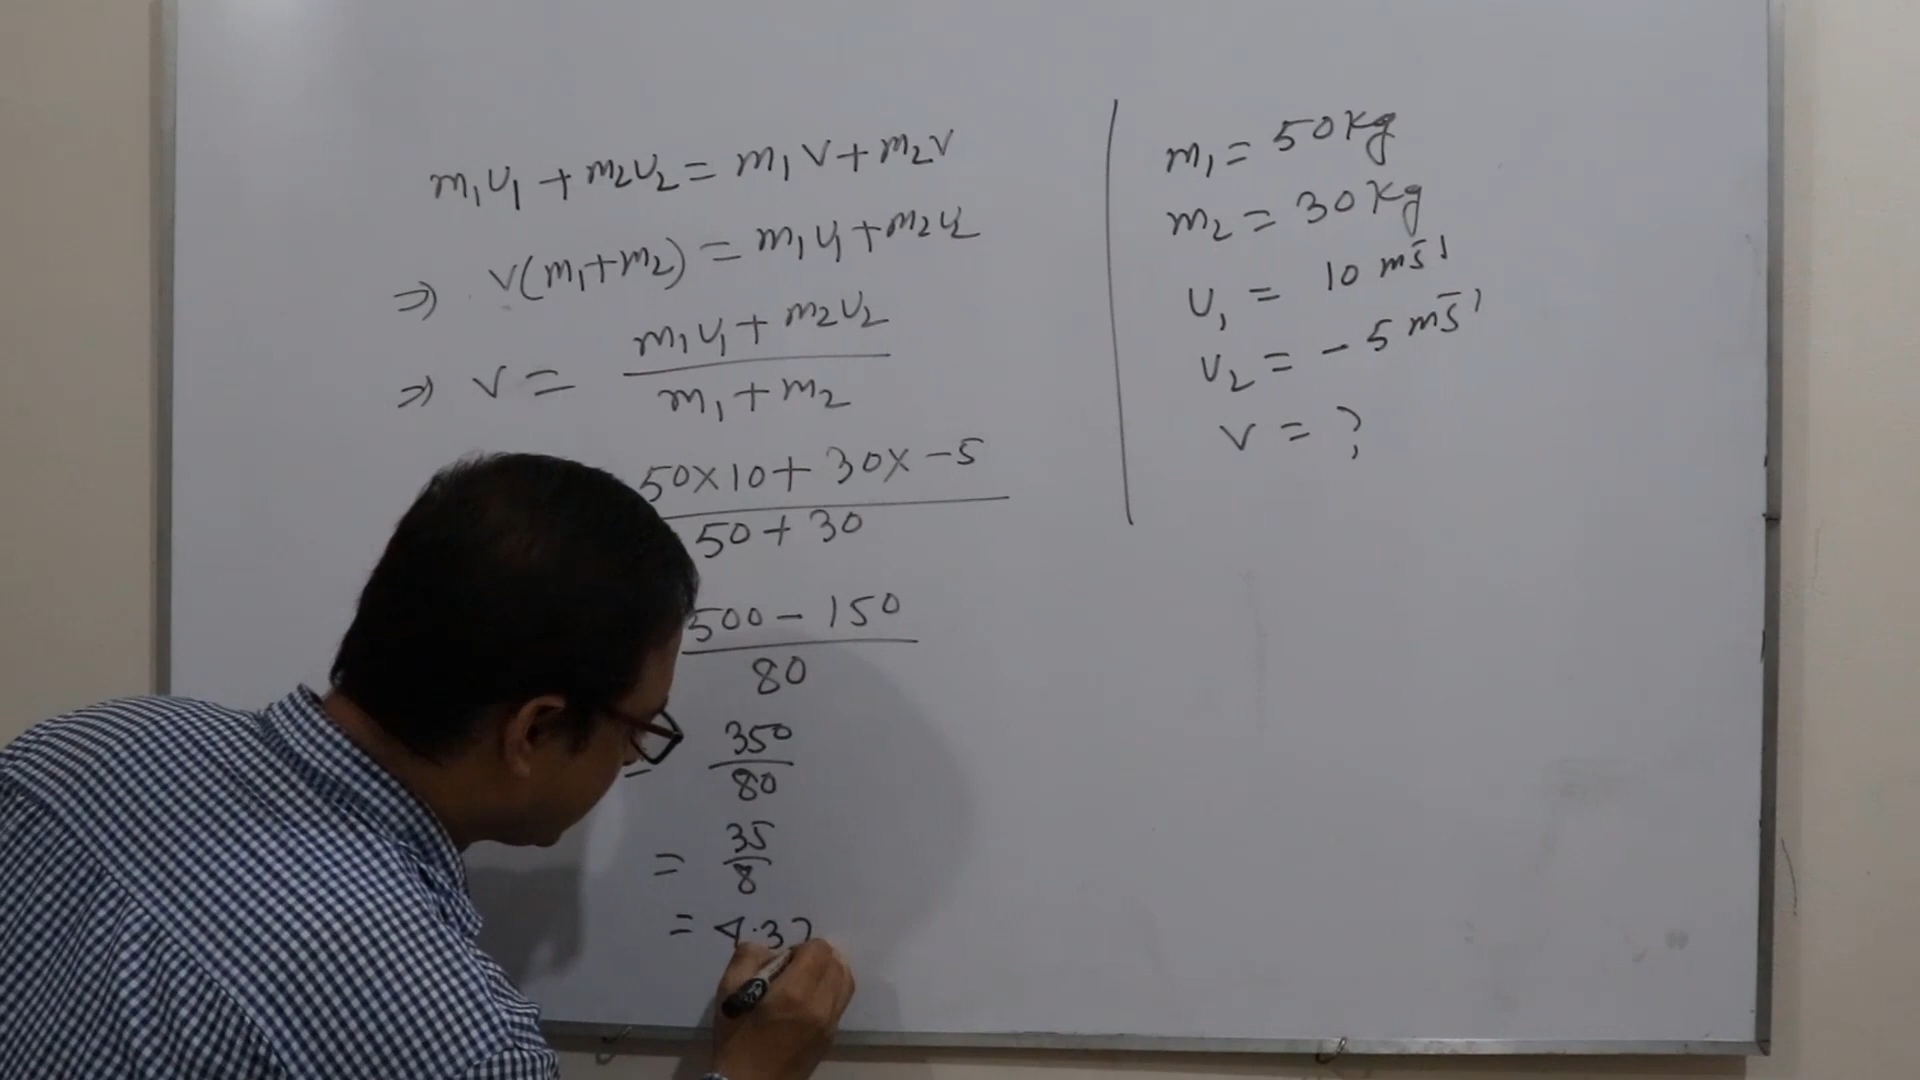 m₁u₁ + m₂u₂ = m₁v + m₂v
⇒ v(m₁+m₂) = m₁u₁+m₂u₂
⇒ v = m₁u₁ + m₂u₂ / m₁ + m₂
50×10+ 30×-5 / 50+30
500 - 150 / 80
350 / 80
= 35 / 8
= 4.37
m₁ = 50 kg
m₂ = 30 kg
u₁ = 10 ms⁻¹
u₂ = - 5 ms⁻¹
v = ?